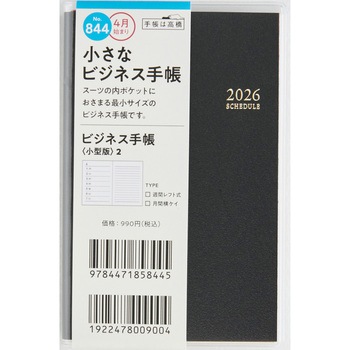 No.
844
4月
始まり
手帳は高橋
小さな
ビジネス手帳
スーツの内ポケットに
おさまる最小サイズの
ビジネス手帳です。
ビジネス手帳
〈小型版〉2
TYPE
週間レフト式
月間横ケイ
価格:990円(税込)
9784471858445
1922478009004
2026
SCHEDULE